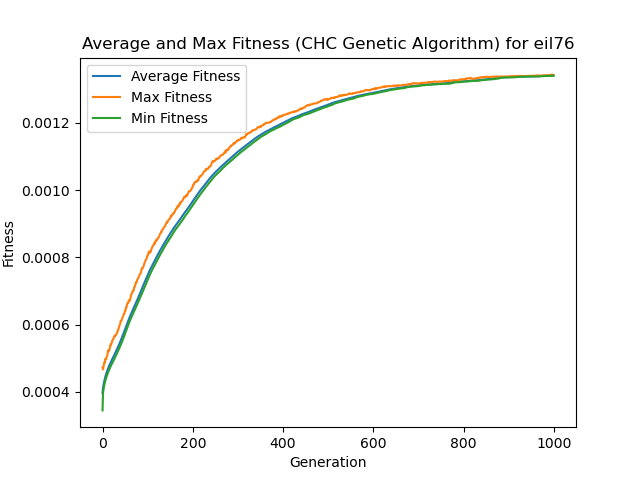 Average and Max Fitness (CHC Genetic Algorithm) for eil76
Average Fitness
Max Fitness
Min Fitness
0.0012
0.0010
0.0008
0.0006
0.0004
Fitness
0 200 400 600 800 1000
Generation